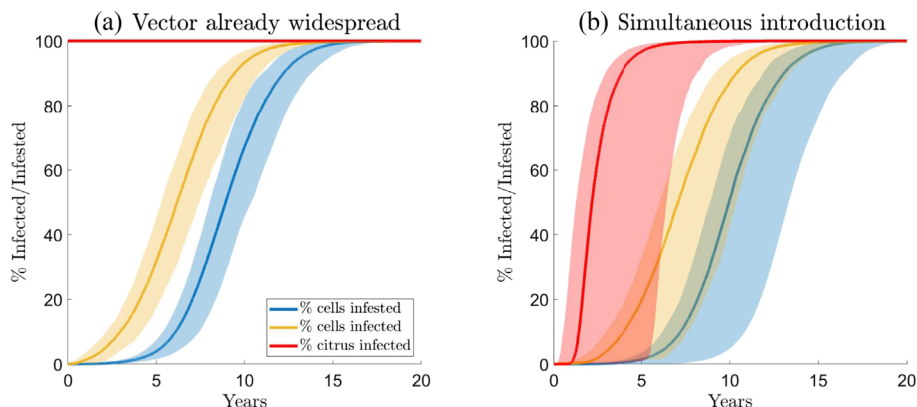 (a) Vector already widespread
100
80
60
40
20
0
0 5 10 15 20
% Infected/Infested
Years
% cells infested
% cells infected
% citrus infected
(b) Simultaneous introduction
100
80
60
40
20
0
0 5 10 15 20
% Infected/Infested
Years